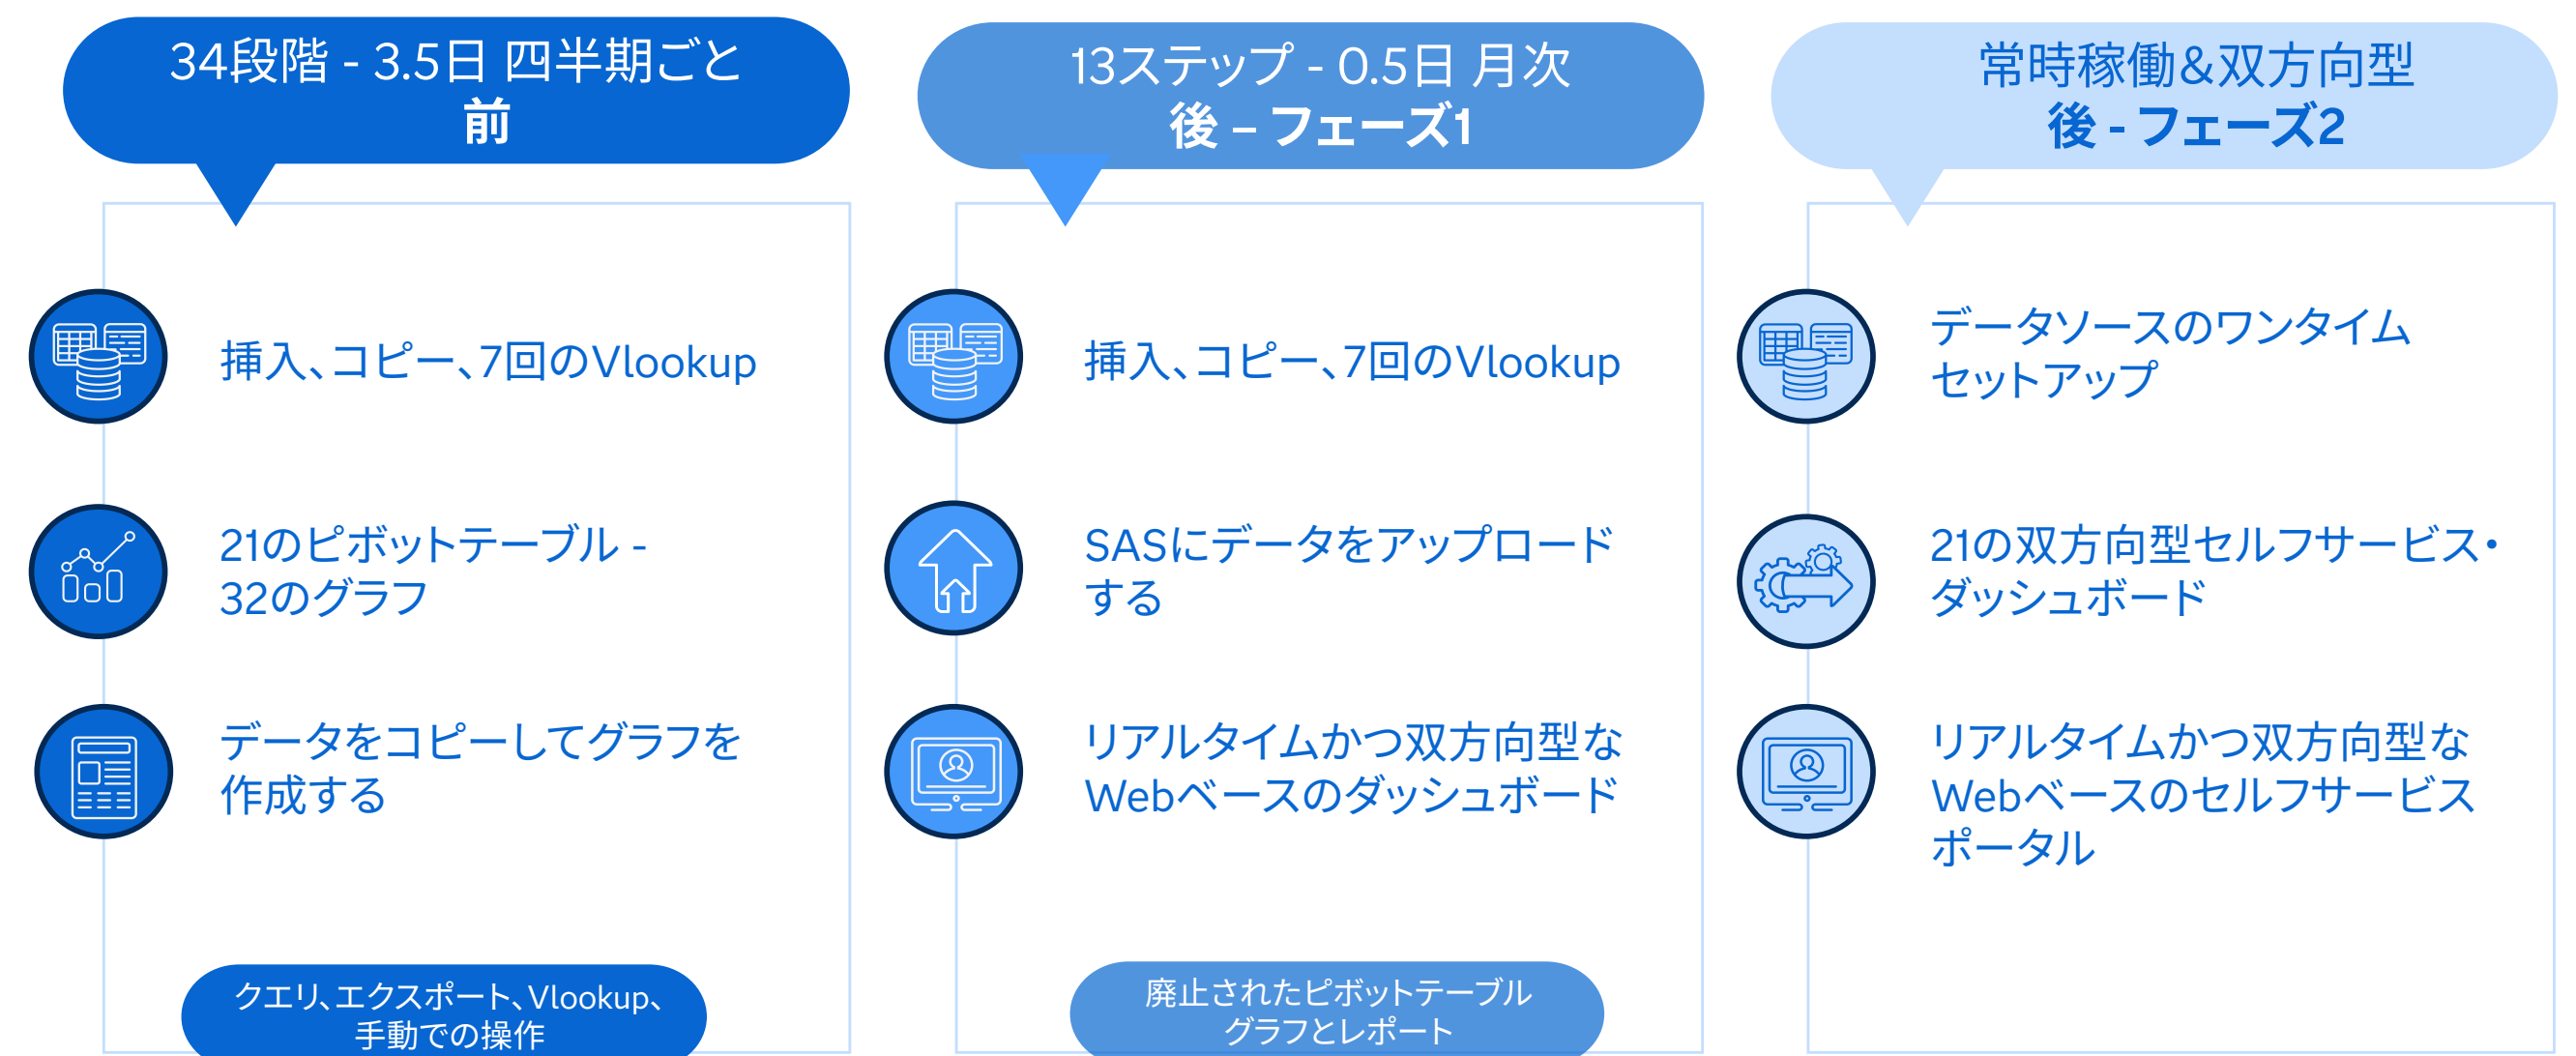 34段階 - 3.5日 四半期ごと
前
挿入、コピー、7回のVlookup
21のピボットテーブル -
32のグラフ
データをコピーしてグラフを
作成する
クエリ、エクスポート、Vlookup、
手動での操作
13ステップ - 0.5日 月次
後 – フェーズ1
挿入、コピー、7回のVlookup
SASにデータをアップロード
する
リアルタイムかつ双方向型な
Webベースのダッシュボード
廃止されたピボットテーブル
グラフとレポート
常時稼働&双方向型
後 - フェーズ2
データソースのワンタイム
セットアップ
21の双方向型セルフサービス・
ダッシュボード
リアルタイムかつ双方向型な
Webベースのセルフサービス
ポータル